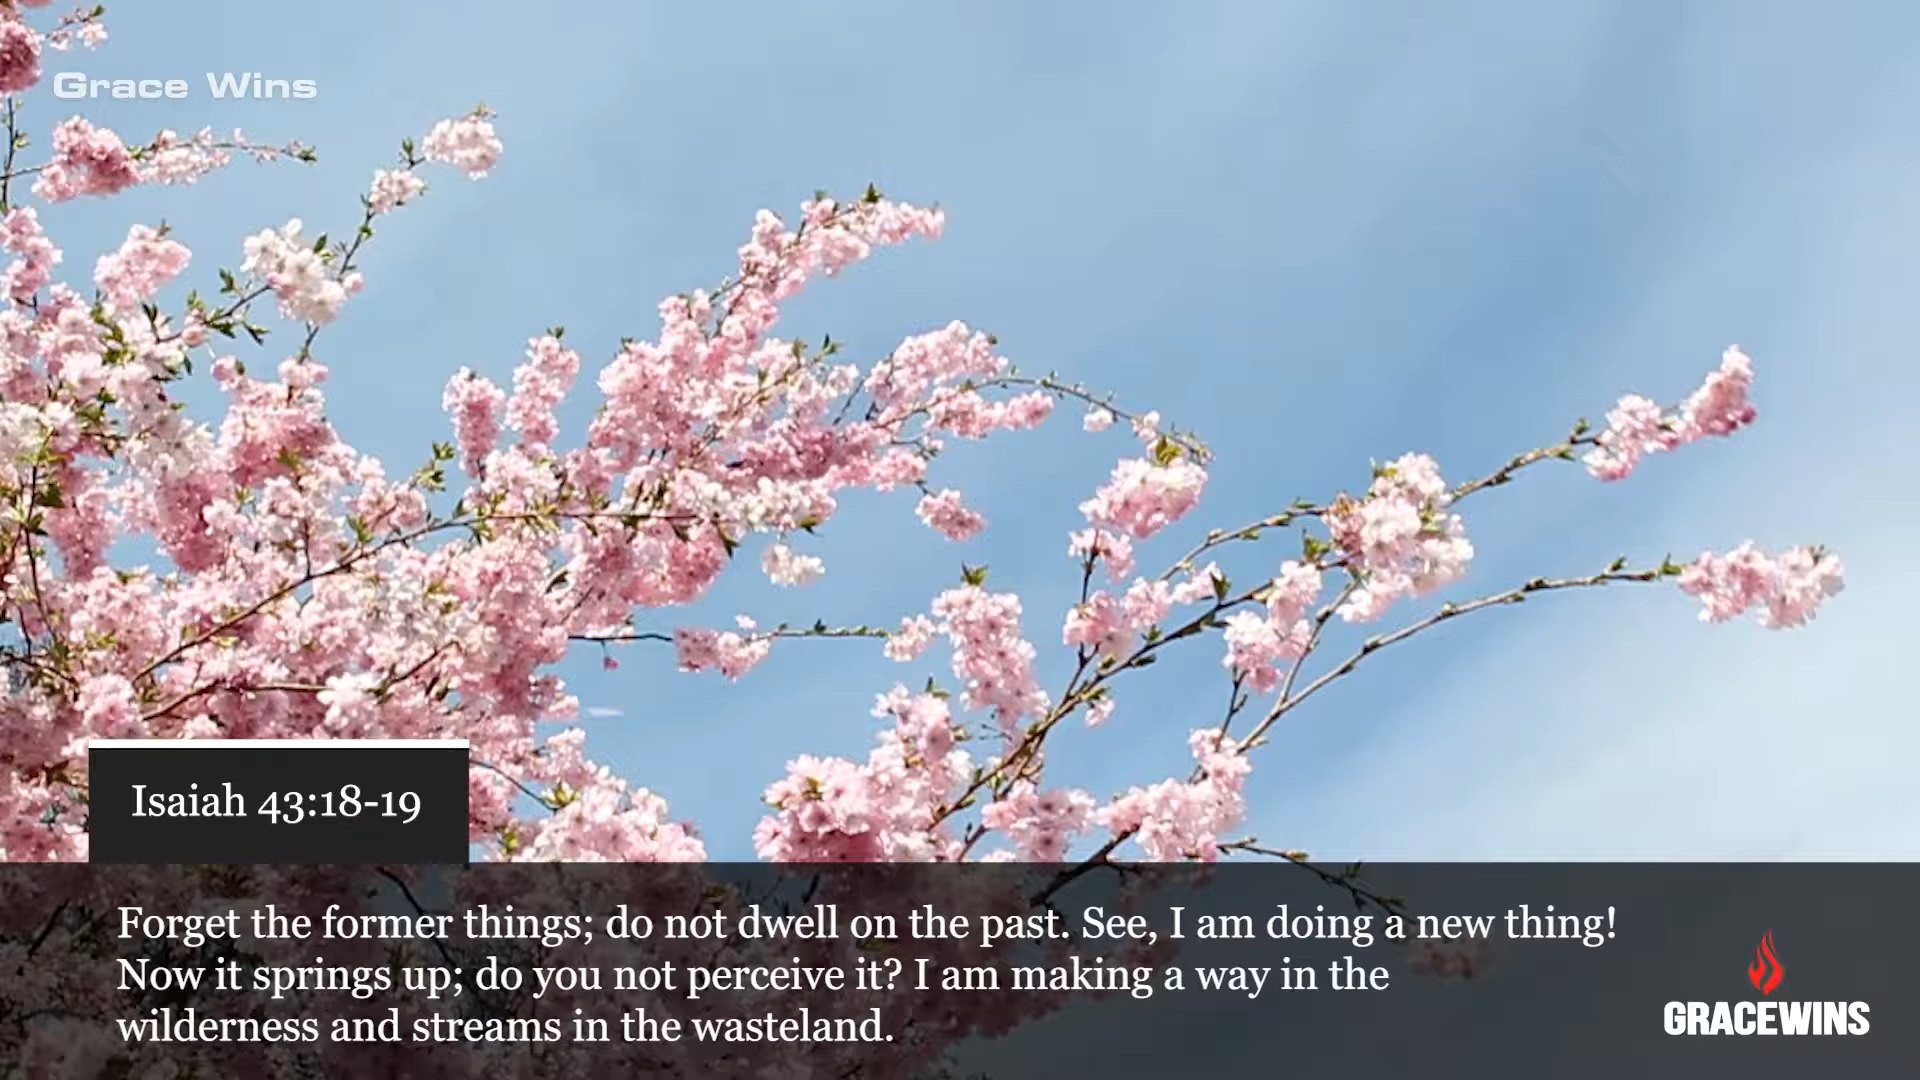 Grace Wins
Isaiah 43:18-19
Forget the former things; do not dwell on the past. See, I am doing a new thing!
Now it springs up; do you not perceive it? I am making a way in the
wilderness and streams in the wasteland.
GRACEWINS